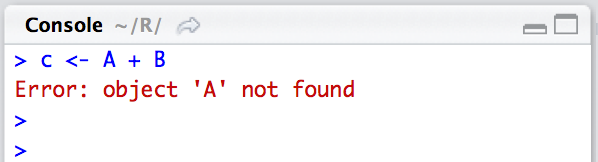 Console ~/R/
> c <- A + B
Error: object 'A' not found
>
>